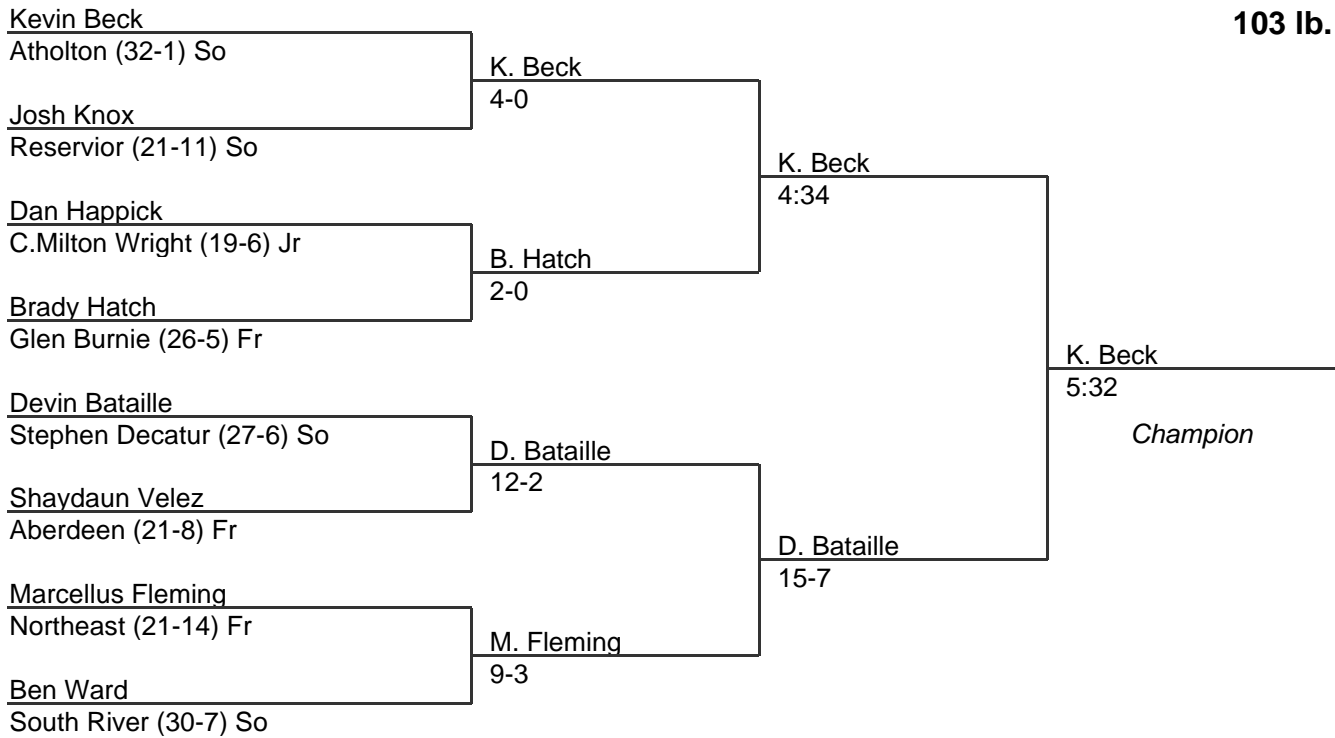 103 lb.
Kevin Beck
Atholton (32-1) So
K. Beck
4-0
Josh Knox
Reservior (21-11) So
K. Beck
4:34
Dan Happick
C.Milton Wright (19-6) Jr
B. Hatch
2-0
Brady Hatch
Glen Burnie (26-5) Fr
K. Beck
5:32
Champion
Devin Bataille
Stephen Decatur (27-6) So
D. Bataille
12-2
Shaydaun Velez
Aberdeen (21-8) Fr
D. Bataille
15-7
Marcellus Fleming
Northeast (21-14) Fr
M. Fleming
9-3
Ben Ward
South River (30-7) So